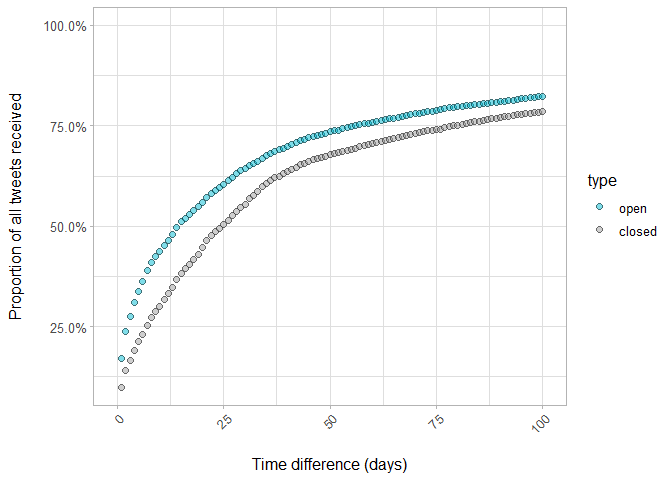 Proportion of all tweets received
100.0%
75.0%
50.0%
25.0%
0
25
50
75
100
Time difference (days)
type
open
closed